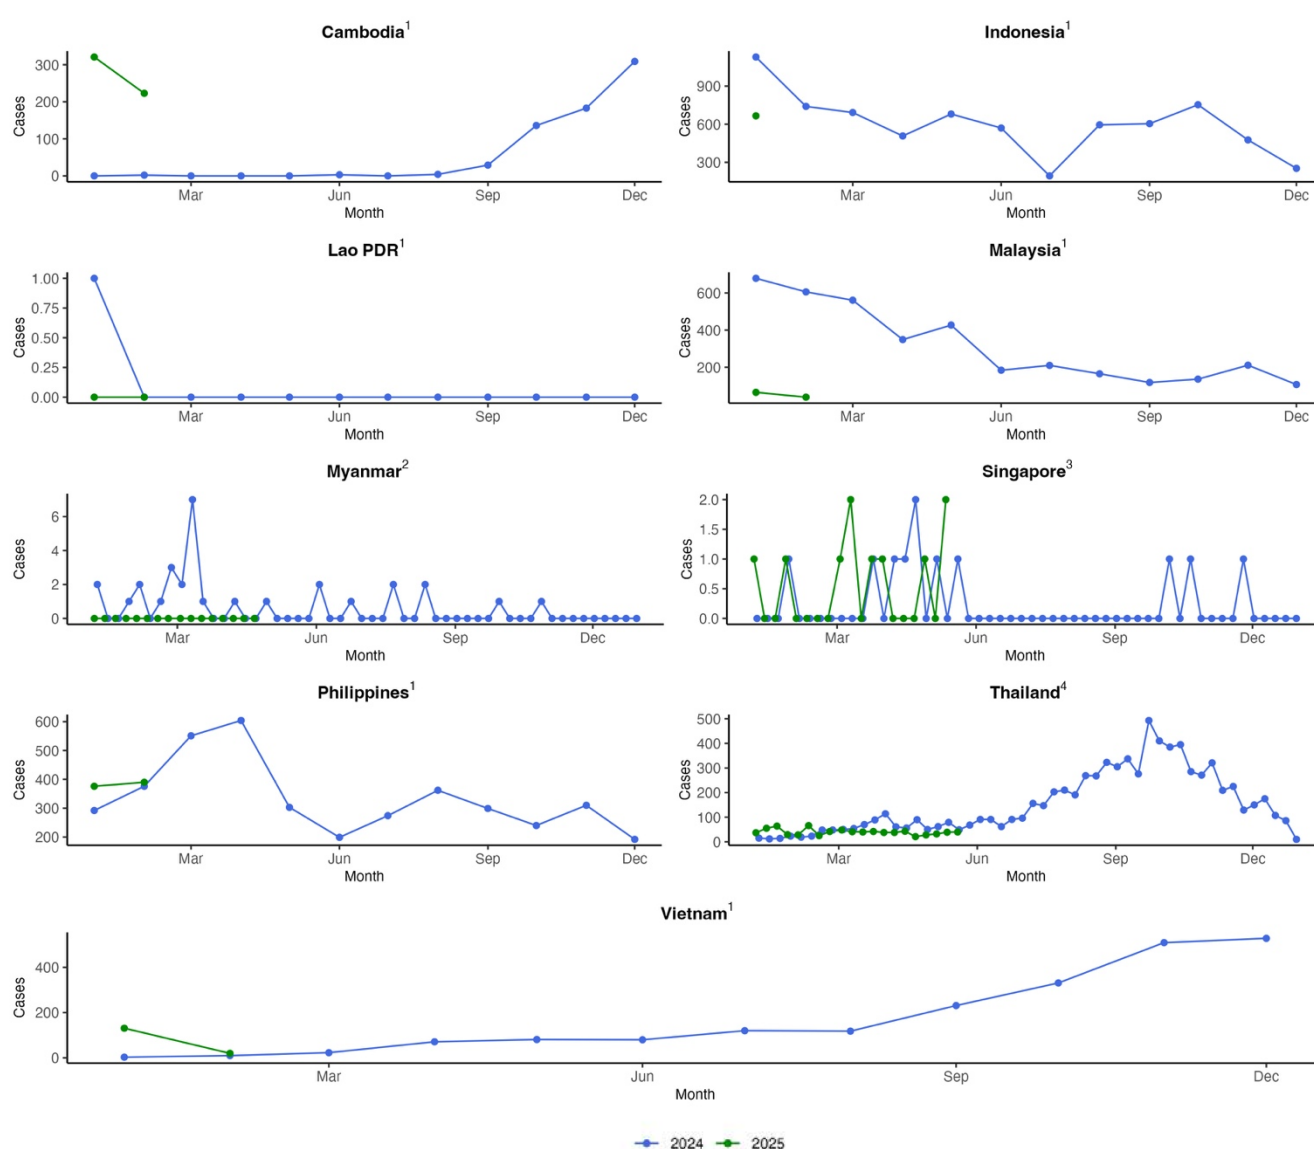 Cambodia1
Cases
300
200
100
0
Mar Jun Sep Dec
Month
Indonesia1
Cases
900
600
300
Mar Jun Sep Dec
Month
Lao PDR1
Cases
1.00
0.75
0.50
0.25
0.00
Mar Jun Sep Dec
Month
Malaysia1
Cases
600
400
200
Mar Jun Sep Dec
Month
Myanmar2
Cases
6
4
2
0
Mar Jun Sep Dec
Month
Singapore3
Cases
2.0
1.5
1.0
0.5
0.0
Mar Jun Sep Dec
Month
Philippines1
Cases
600
500
400
300
200
Mar Jun Sep Dec
Month
Thailand4
Cases
500
400
300
200
100
0
Mar Jun Sep Dec
Month
Vietnam1
Cases
400
200
0
Mar Jun Sep Dec
Month
2024 2025